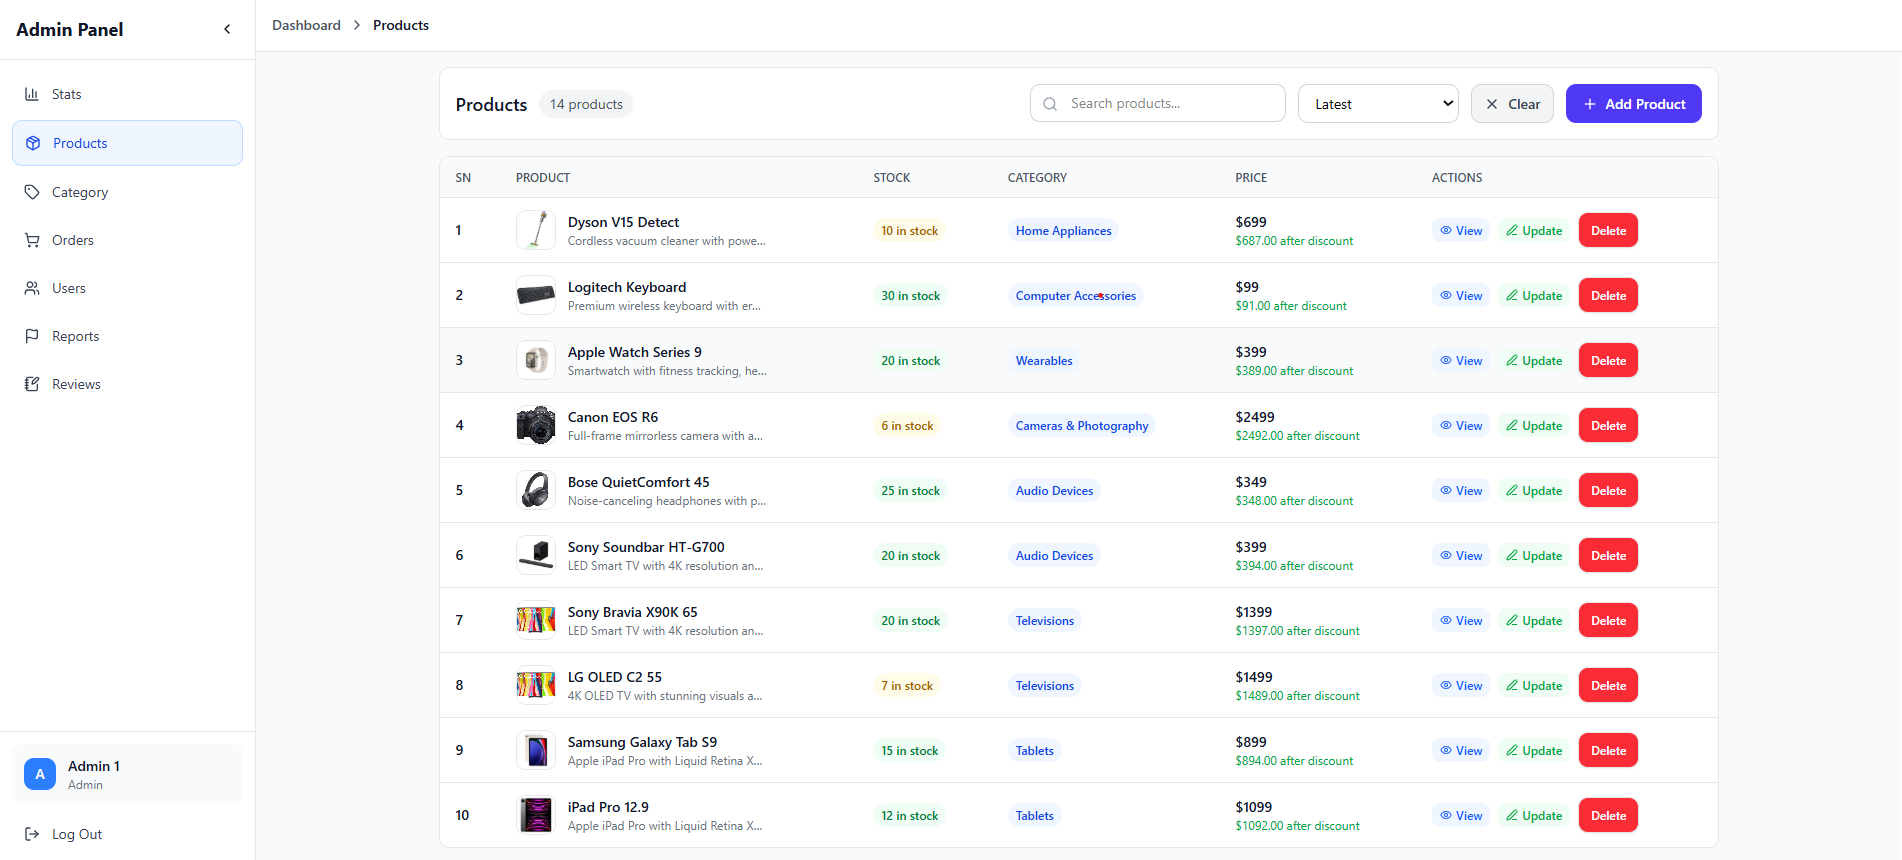 Admin Panel
Dashboard > Products
Stats
Products
Category
Orders
Users
Reports
Reviews
Admin 1
Admin
Log Out
A
Products 14 products Search products... Latest Clear Add Product
SN PRODUCT STOCK CATEGORY PRICE ACTIONS
1 Dyson V15 Detect 10 in stock Home Appliances $699 View Update Delete
Cordless vacuum cleaner with powe... $687.00 after discount
2 Logitech Keyboard 30 in stock Computer Accessories $99 View Update Delete
Premium wireless keyboard with er... $91.00 after discount
3 Apple Watch Series 9 20 in stock Wearables $399 View Update Delete
Smartwatch with fitness tracking, he... $389.00 after discount
4 Canon EOS R6 6 in stock Cameras & Photography $2499 View Update Delete
Full-frame mirrorless camera with a... $2492.00 after discount
5 Bose QuietComfort 45 25 in stock Audio Devices $349 View Update Delete
Noise-canceling headphones with p... $348.00 after discount
6 Sony Soundbar HT-G700 20 in stock Audio Devices $399 View Update Delete
LED Smart TV with 4K resolution an... $394.00 after discount
7 Sony Bravia X90K 65 20 in stock Televisions $1399 View Update Delete
LED Smart TV with 4K resolution an... $1397.00 after discount
8 LG OLED C2 55 7 in stock Televisions $1499 View Update Delete
4K OLED TV with stunning visuals a... $1489.00 after discount
9 Samsung Galaxy Tab S9 15 in stock Tablets $899 View Update Delete
Apple iPad Pro with Liquid Retina X... $894.00 after discount
10 iPad Pro 12.9 12 in stock Tablets $1099 View Update Delete
Apple iPad Pro with Liquid Retina X... $1092.00 after discount